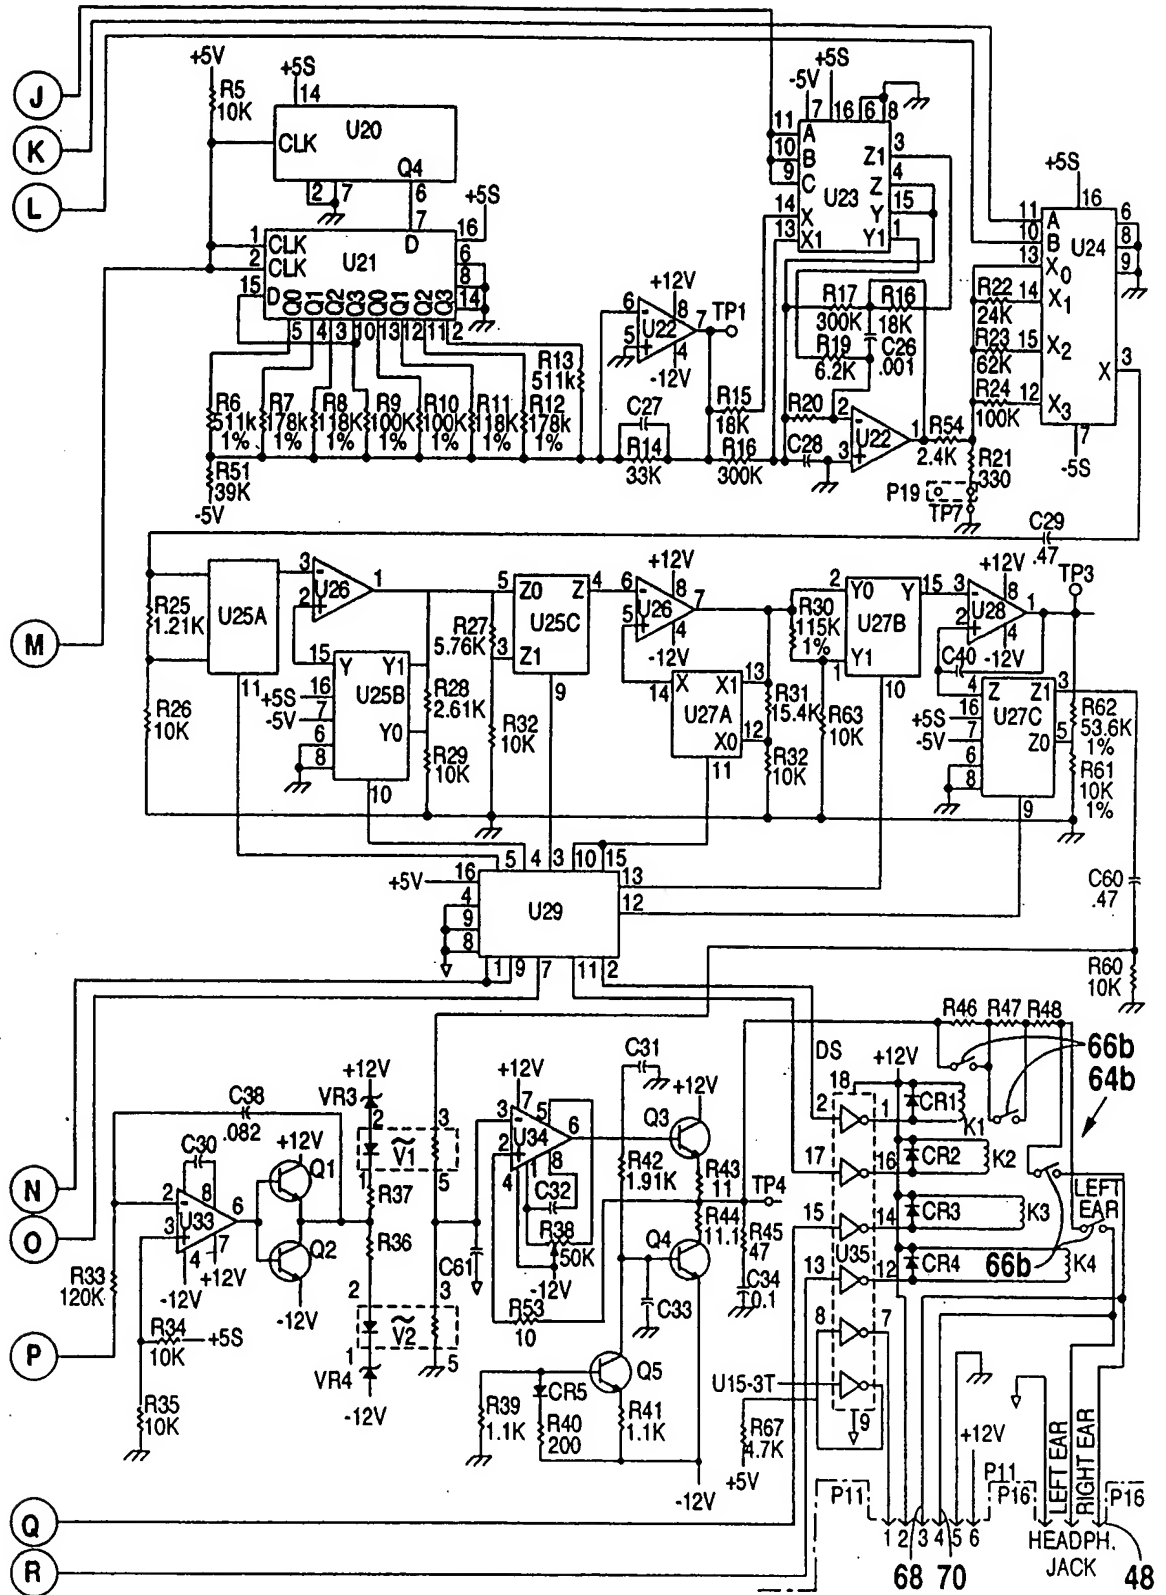 J
K
L
M
N
O
P
Q
R
+5V
R5
10K
+5S
14
U20
CLK
Q4
2
7
6
7
+5S
1
CLK
2
CLK
15
D
D
U21
16
6
8
14
Q0 Q1 Q2 Q3 Q0 Q1 Q2 Q3
5 4 3 10 13 12 11 2
R6
511k
1%
R7
178k
1%
R8
118K
1%
R9
100K
1%
R10
100K
1%
R11
118K
1%
R12
178k
1%
R13
511k
R51
39K
-5V
6
5
U22
+12V
8
7
TP1
4
-12V
C27
R14
33K
R15
18K
R16
300K
C28
-5V
+5S
7
16
6
8
11
A
10
B
9
C
14
X
13
X1
U23
Z1
3
Z
4
Y
15
Y1
1
R17
300K
R16
18K
R19
6.2K
C26
.001
R20
2
3
U22
1
R54
2.4K
R21
330
P19
TP7
+5S
16
11
A
10
B
13
X0
14
X1
15
X2
12
X3
U24
6
8
9
X
3
7
-5S
R22
24K
R23
62K
R24
100K
C29
.47
R25
1.21K
R26
10K
U25A
11
3
2
U26
1
15
Y
Y1
16
+5S
7
-5V
6
8
U25B
Y0
10
R27
5.76K
R28
2.61K
R29
10K
R32
10K
5
Z0
Z
4
U25C
3
Z1
9
6
5
U26
+12V
8
7
4
-12V
14
X
X1
13
U27A
X0
12
11
R30
115K
1%
R31
15.4K
R32
10K
R63
10K
2
Y0
Y
15
U27B
Y1
1
10
3
2
U28
+12V
8
1
4
-12V
TP3
C40
4
Z
Z1
3
16
+5S
7
-5V
U27C
Z0
5
6
8
9
R62
53.6K
1%
R61
10K
1%
C60
.47
R60
10K
+5V
16
4
9
8
5 4 3 10 15
U29
13
12
1 9 7 11 2
C38
.082
C30
2
3
U33
8
6
4
7
-12V
+12V
R33
120K
R34
10K
+5S
R35
10K
+12V
Q1
Q2
-12V
+12V
VR3
2
V1
3
1
5
R37
R36
2
V2
3
1
5
VR4
-12V
C61
+12V
3
2
U34
7
5
6
1
8
4
C32
R38
50K
-12V
R53
10
C31
R42
1.91K
Q3
+12V
R43
11
R44
11.1
TP4
R45
47
C34
0.1
Q4
C33
Q5
CR5
R39
1.1K
R40
200
R41
1.1K
-12V
R46 R47 R48
66b
64b
DS
+12V
18
2
1
CR1
K1
17
16
CR2
K2
15
14
CR3
K3
U35
13
12
CR4
K4
8
7
U15-3T
9
R67
4.7K
+5V
LEFT
EAR
66b
+12V
P11
P11
P16
P16
1 2 3 4 5 6
68 70
LEFT EAR
RIGHT EAR
HEADPH.
JACK
48